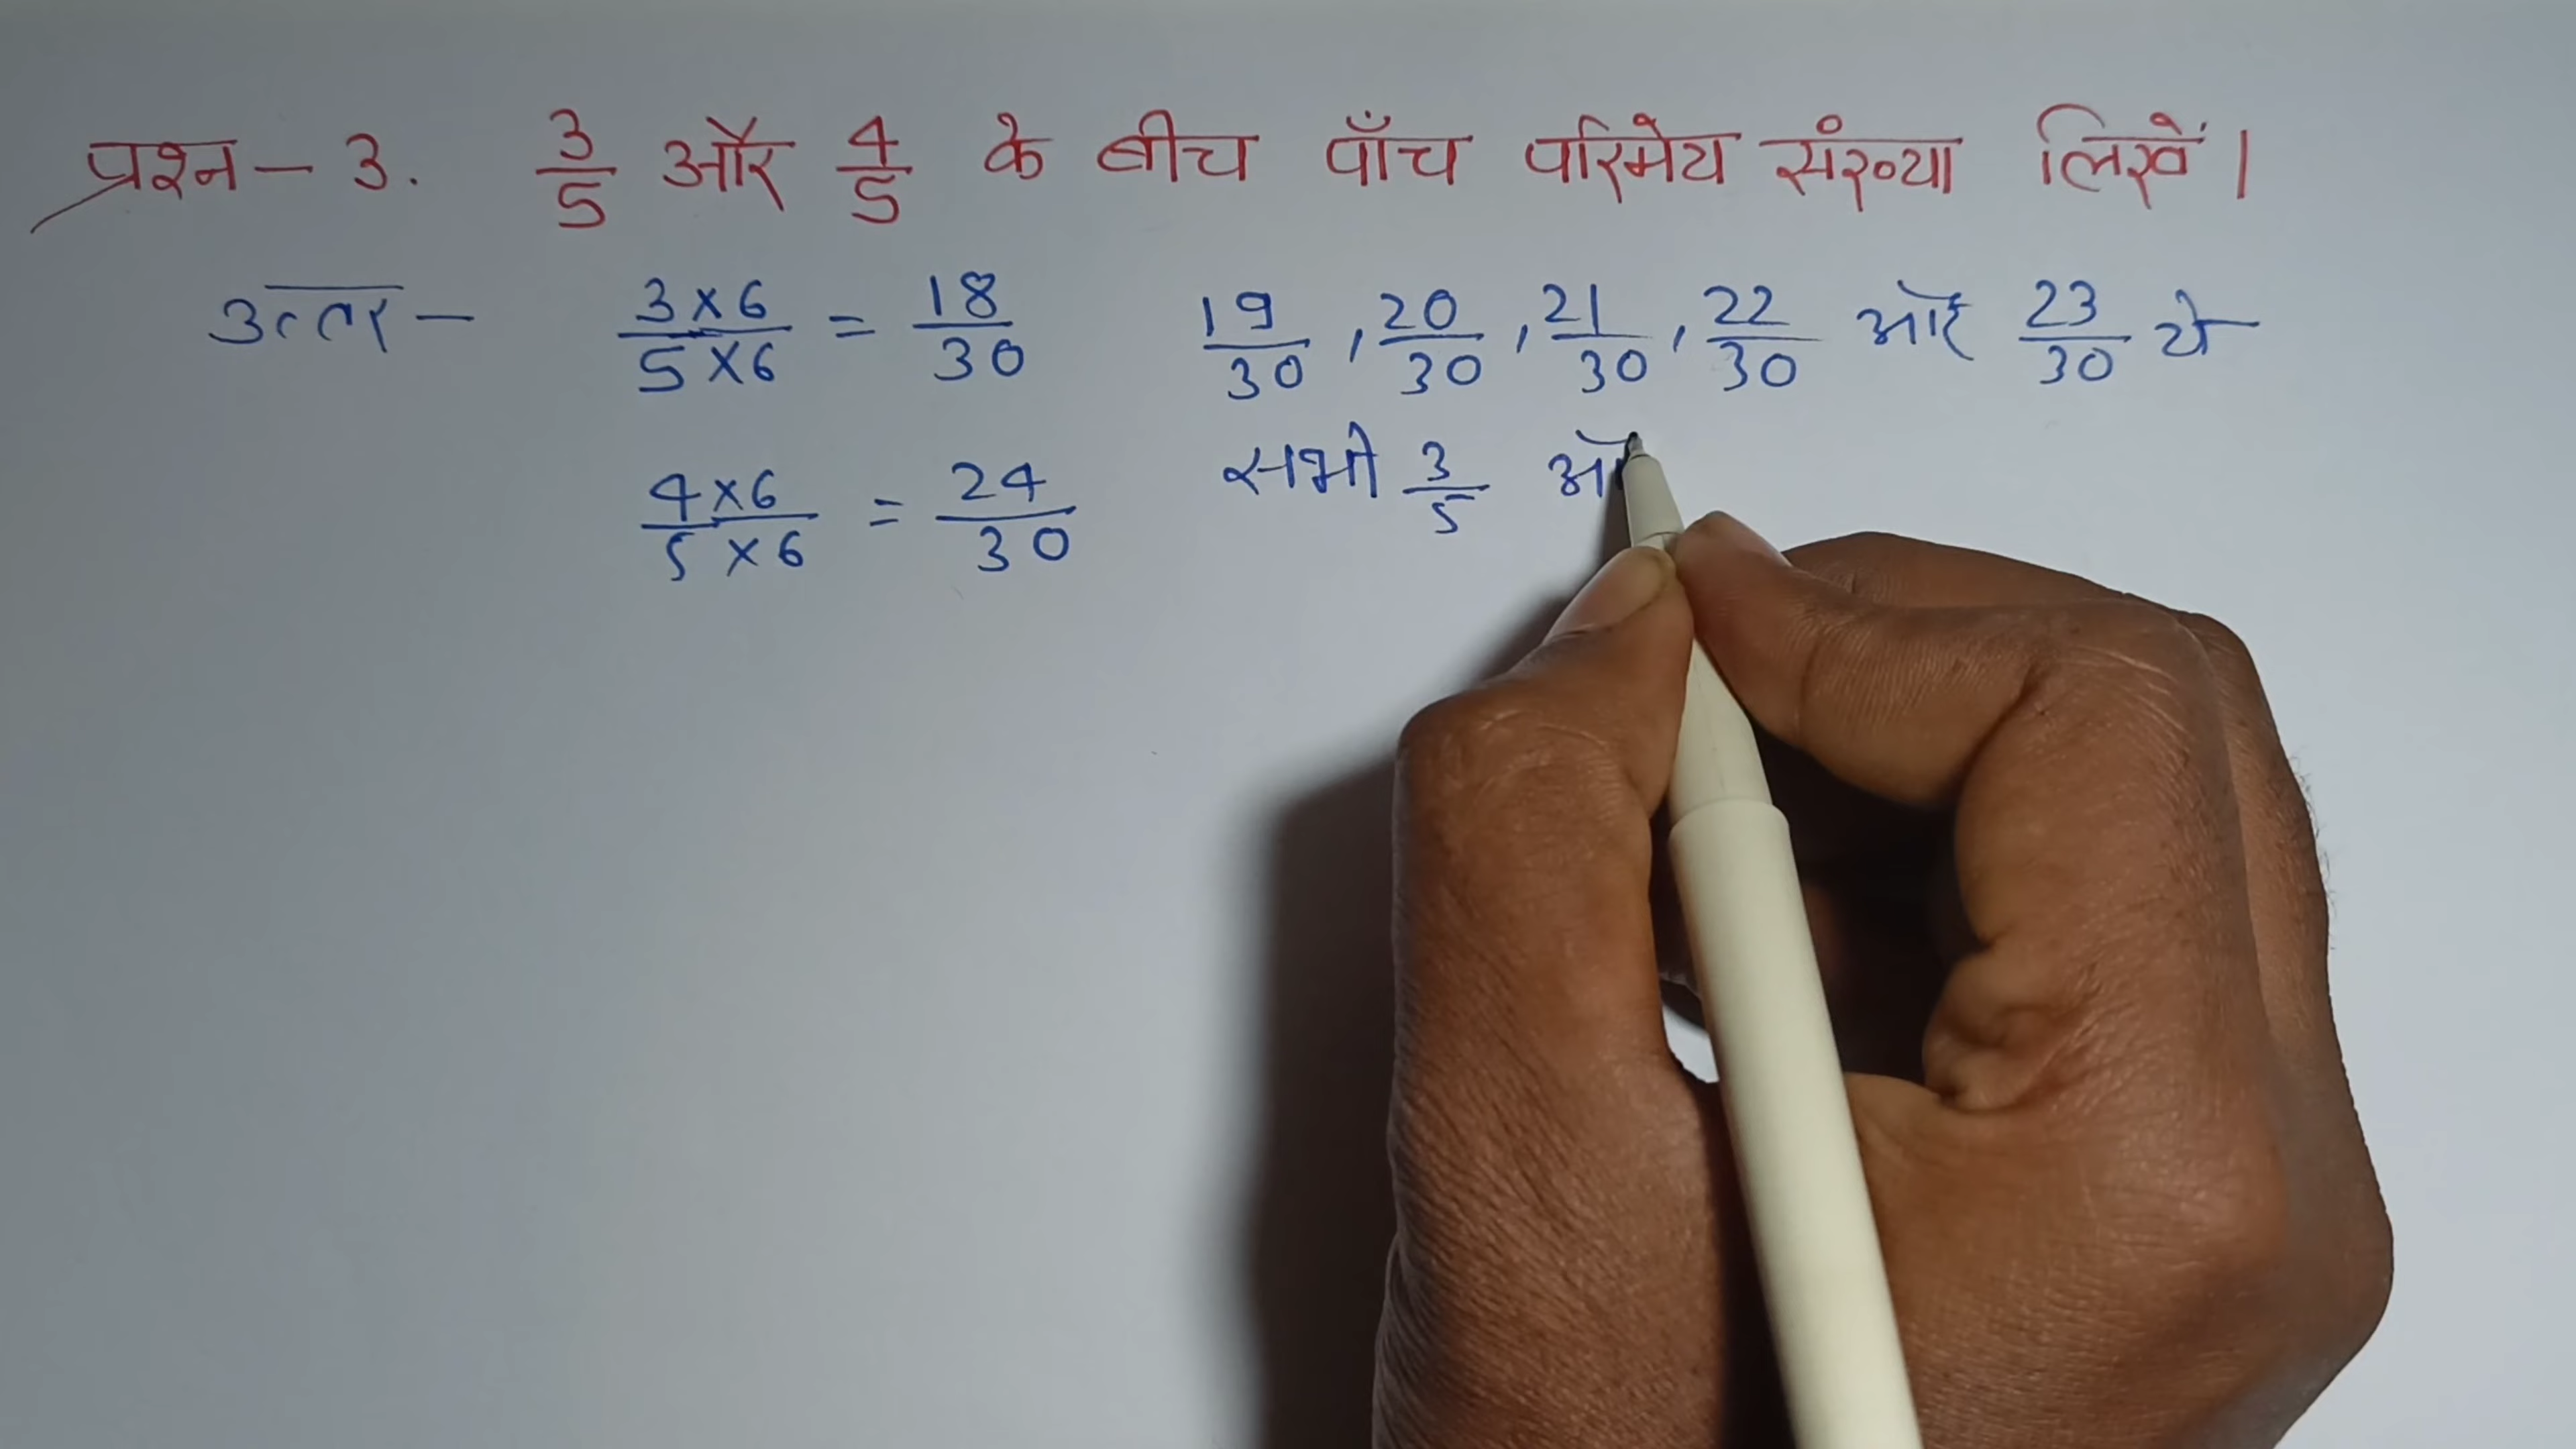 प्रश्न - 3. 3/5 और 4/5 के बीच पाँच परिमेय संख्या लिखें।
उत्तर - 3×6/5×6 = 18/30
4×6/5×6 = 24/30
19/30, 20/30, 21/30, 22/30 और 23/30 ये
सभी 3/5